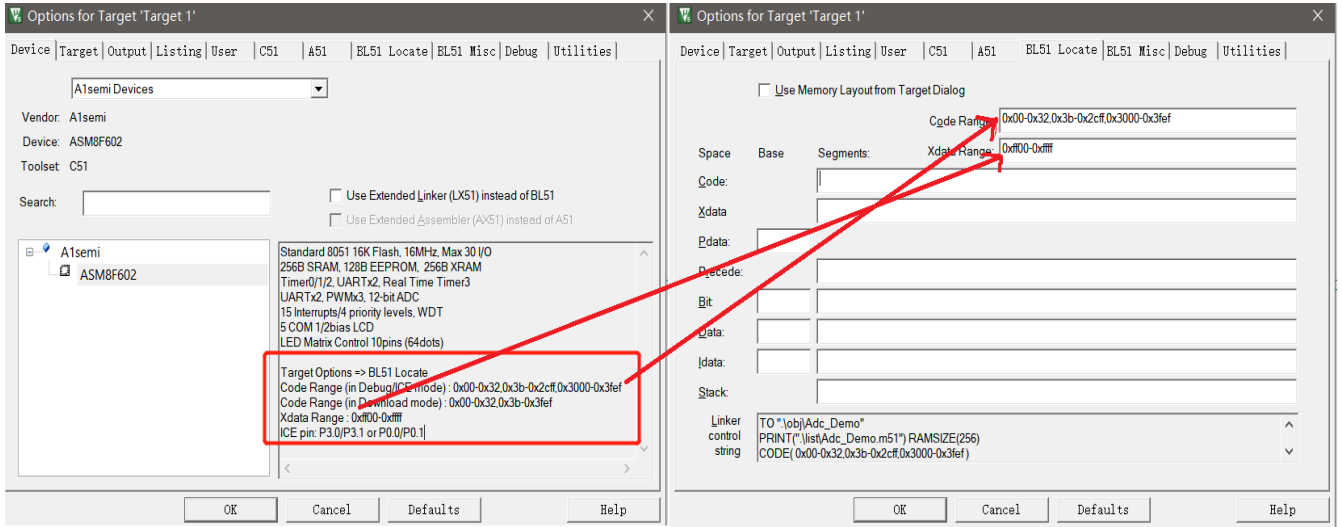 Options for Target 'Target 1'
Device
Target
Output
Listing
User
C51
A51
BL51 Locate
BL51 Misc
Debug
Utilities
A1semi Devices
Vendor: A1semi
Device: ASM8F602
Toolset: C51
Search:
Use Extended Linker (LX51) instead of BL51
Use Extended Assembler (AX51) instead of A51
A1semi
ASM8F602
Standard 8051 16K Flash, 16MHz, Max 30 I/O
256B SRAM, 128B EEPROM, 256B XRAM
Timer0/1/2, UARTx2, Real Time Timer3
UARTx2, PWMx3, 12-bit ADC
15 Interrupts/4 priority levels, WDT
5 COM 1/2bias LCD
LED Matrix Control 10pins (64dots)
Target Options => BL51 Locate
Code Range (in Debug/ICE mode) : 0x00-0x32,0x3b-0x2cff,0x3000-0x3fef
Code Range (in Download mode) : 0x00-0x32,0x3b-0x3fef
Xdata Range : 0xff00-0xffff
ICE pin: P3.0/P3.1 or P0.0/P0.1
OK
Cancel
Defaults
Help
Options for Target 'Target 1'
Device
Target
Output
Listing
User
C51
A51
BL51 Locate
BL51 Misc
Debug
Utilities
Use Memory Layout from Target Dialog
Code Range: 0x00-0x32,0x3b-0x2cff,0x3000-0x3fef
Xdata Range: 0xff00-0xffff
Space Base Segments:
Code:
Xdata
Pdata:
Precede:
Bit
Data:
Idata:
Stack:
Linker control string
TO ".\obj\Adc_Demo"
PRINT(".\list\Adc_Demo.m51") RAMSIZE(256)
CODE( 0x00-0x32,0x3b-0x2cff,0x3000-0x3fef )
OK
Cancel
Defaults
Help